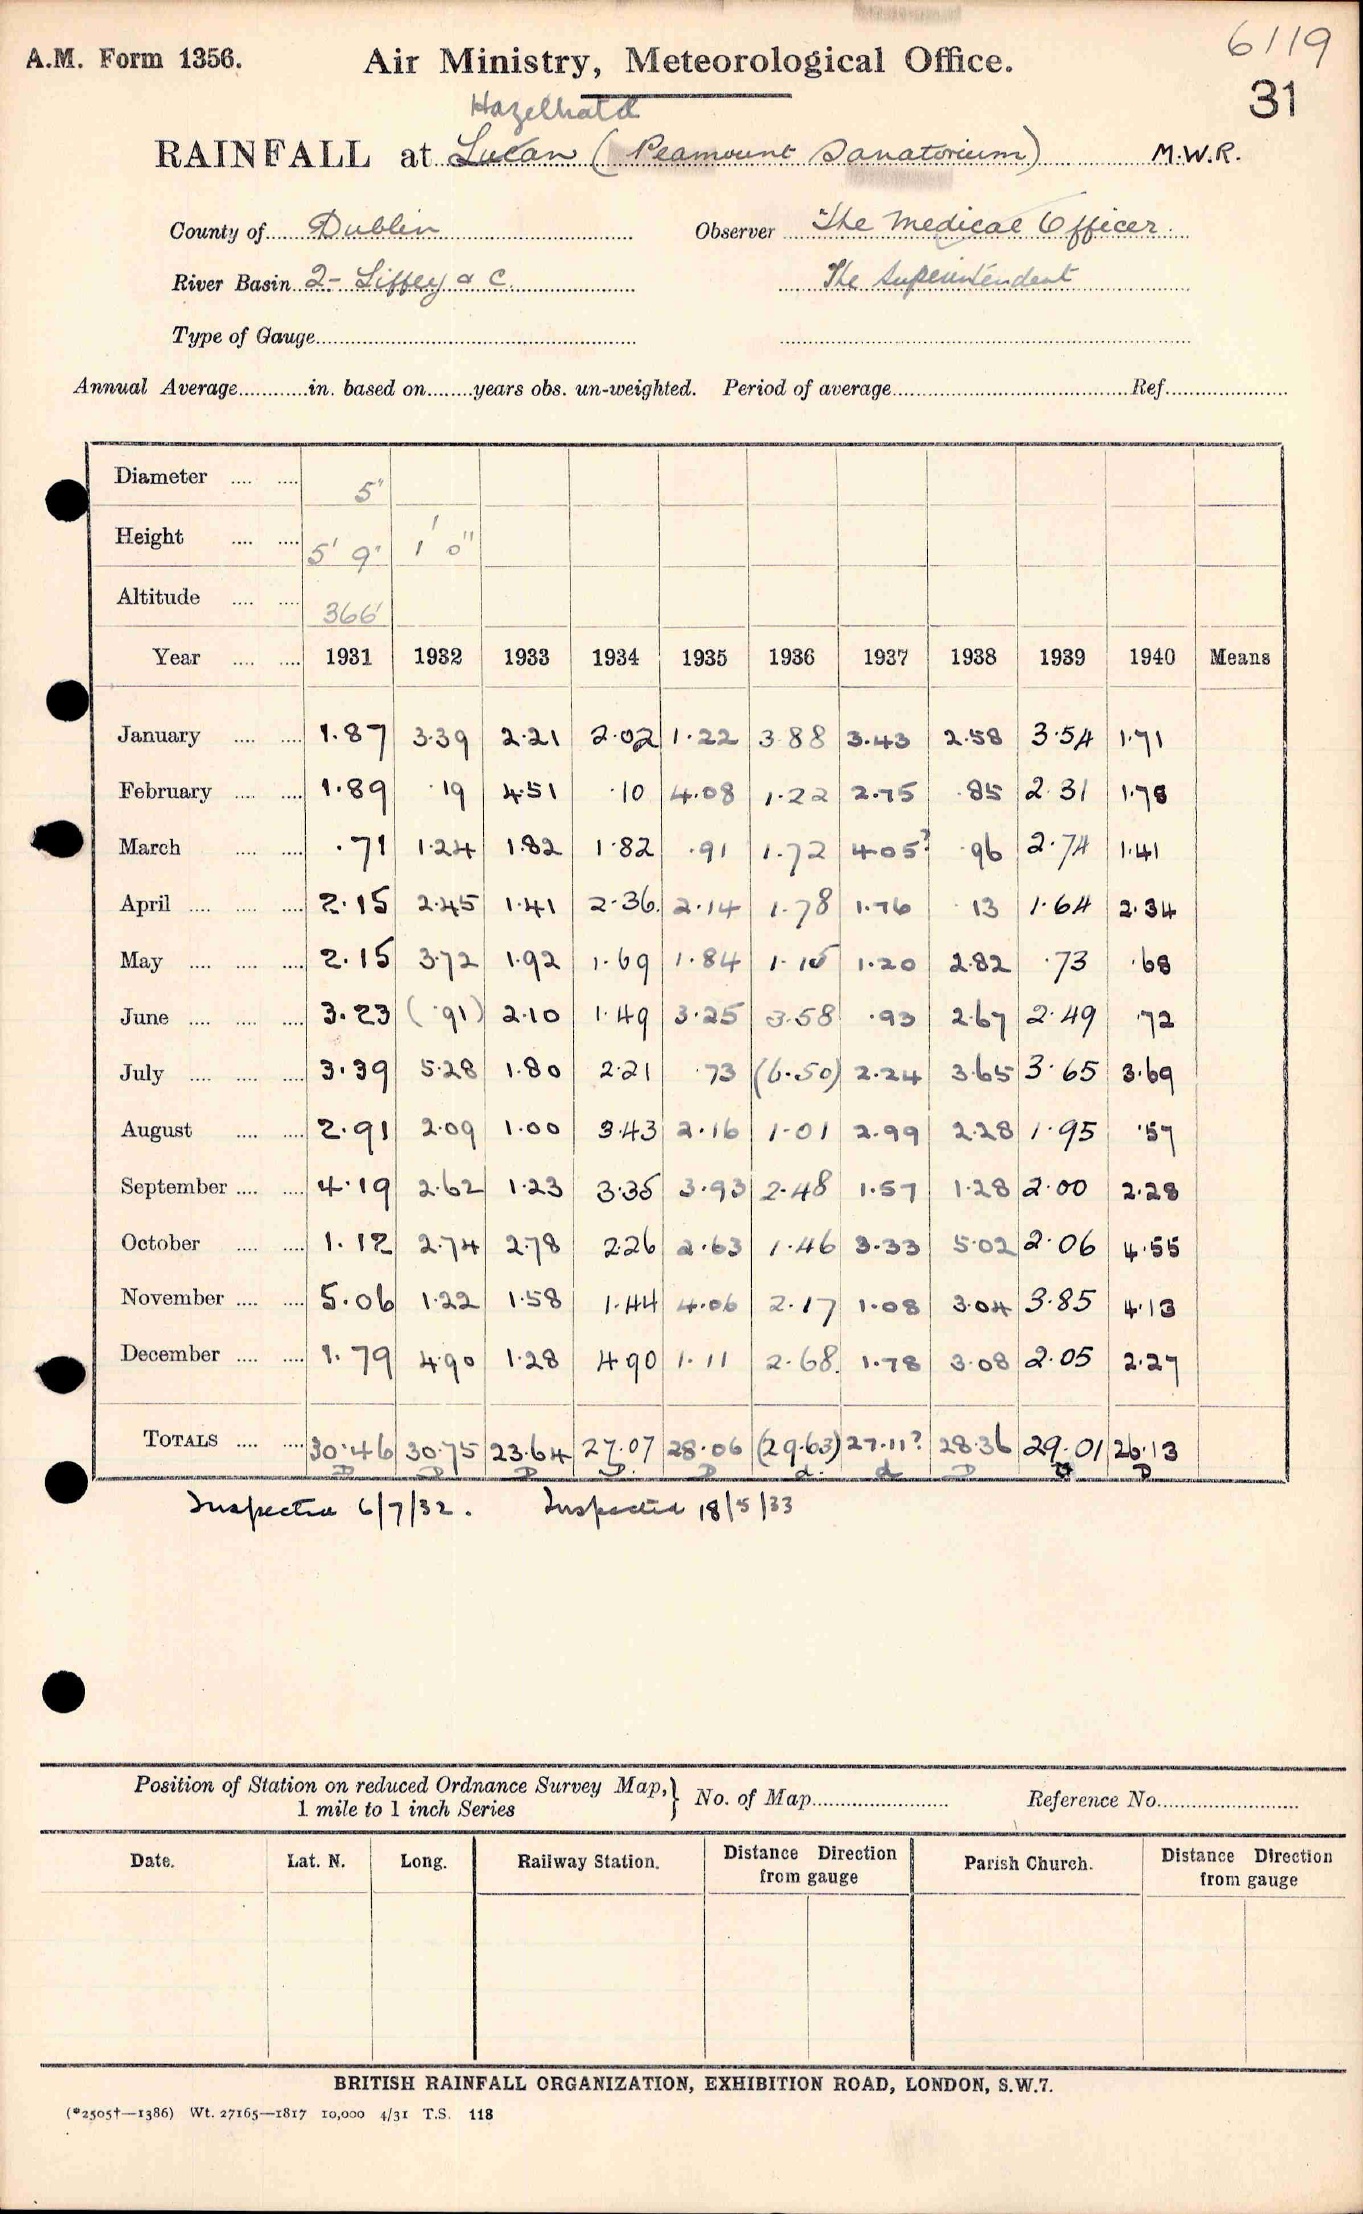 6119
A.M. Form 1356. Air Ministry, Meteorological Office.
31
Hazelhatch
RAINFALL at Lucan (Peamount Sanatorium) M.W.R.
County of Dublin Observer The Medical Officer.
River Basin 2- Liffey & C. The Superintendent
Type of Gauge
Annual Average in. based on years obs. un-weighted. Period of average Ref.
Diameter 5"
Height 5' 9" 1' 0"
Altitude 366'
Year 1931 1932 1933 1934 1935 1936 1937 1938 1939 1940 Means
January 1.87 3.39 2.21 2.02 1.22 3.88 3.43 2.58 3.54 1.71
February 1.89 .19 4.51 .10 4.08 1.22 2.75 .85 2.31 1.78
March .71 1.24 1.82 1.82 .91 1.72 4.05? .96 2.74 1.41
April 2.15 2.45 1.41 2.36 2.14 1.78 1.76 .13 1.64 2.34
May 2.15 3.72 1.92 1.69 1.84 1.15 1.20 2.82 .73 .68
June 3.23 (.91) 2.10 1.49 3.25 3.58 .93 2.67 2.49 .72
July 3.39 5.28 1.80 2.21 .73 (6.50) 2.24 3.65 3.65 3.69
August 2.91 2.09 1.00 3.43 2.16 1.01 2.99 2.28 1.95 .57
September 4.19 2.62 1.23 3.35 3.93 2.48 1.57 1.28 2.00 2.28
October 1.12 2.74 2.78 2.26 2.63 1.46 3.33 5.02 2.06 4.55
November 5.06 1.22 1.58 1.44 4.06 2.17 1.08 3.04 3.85 4.13
December 1.79 4.90 1.28 4.90 1.11 2.68 1.78 3.08 2.05 2.27
TOTALS 30.46 30.75 23.64 27.07 28.06 (29.63) 27.11? 28.36 29.01 26.13
D D D D. D d. d D D
Inspected 6/7/32. Inspected 18/5/33
Position of Station on reduced Ordnance Survey Map,} No. of Map Reference No.
1 mile to 1 inch Series
Date. Lat. N. Long. Railway Station. Distance Direction from gauge Parish Church. Distance Direction from gauge
BRITISH RAINFALL ORGANIZATION, EXHIBITION ROAD, LONDON, S.W.7.
(*2505†—1386) Wt. 27165—1817 10,000 4/31 T.S. 118